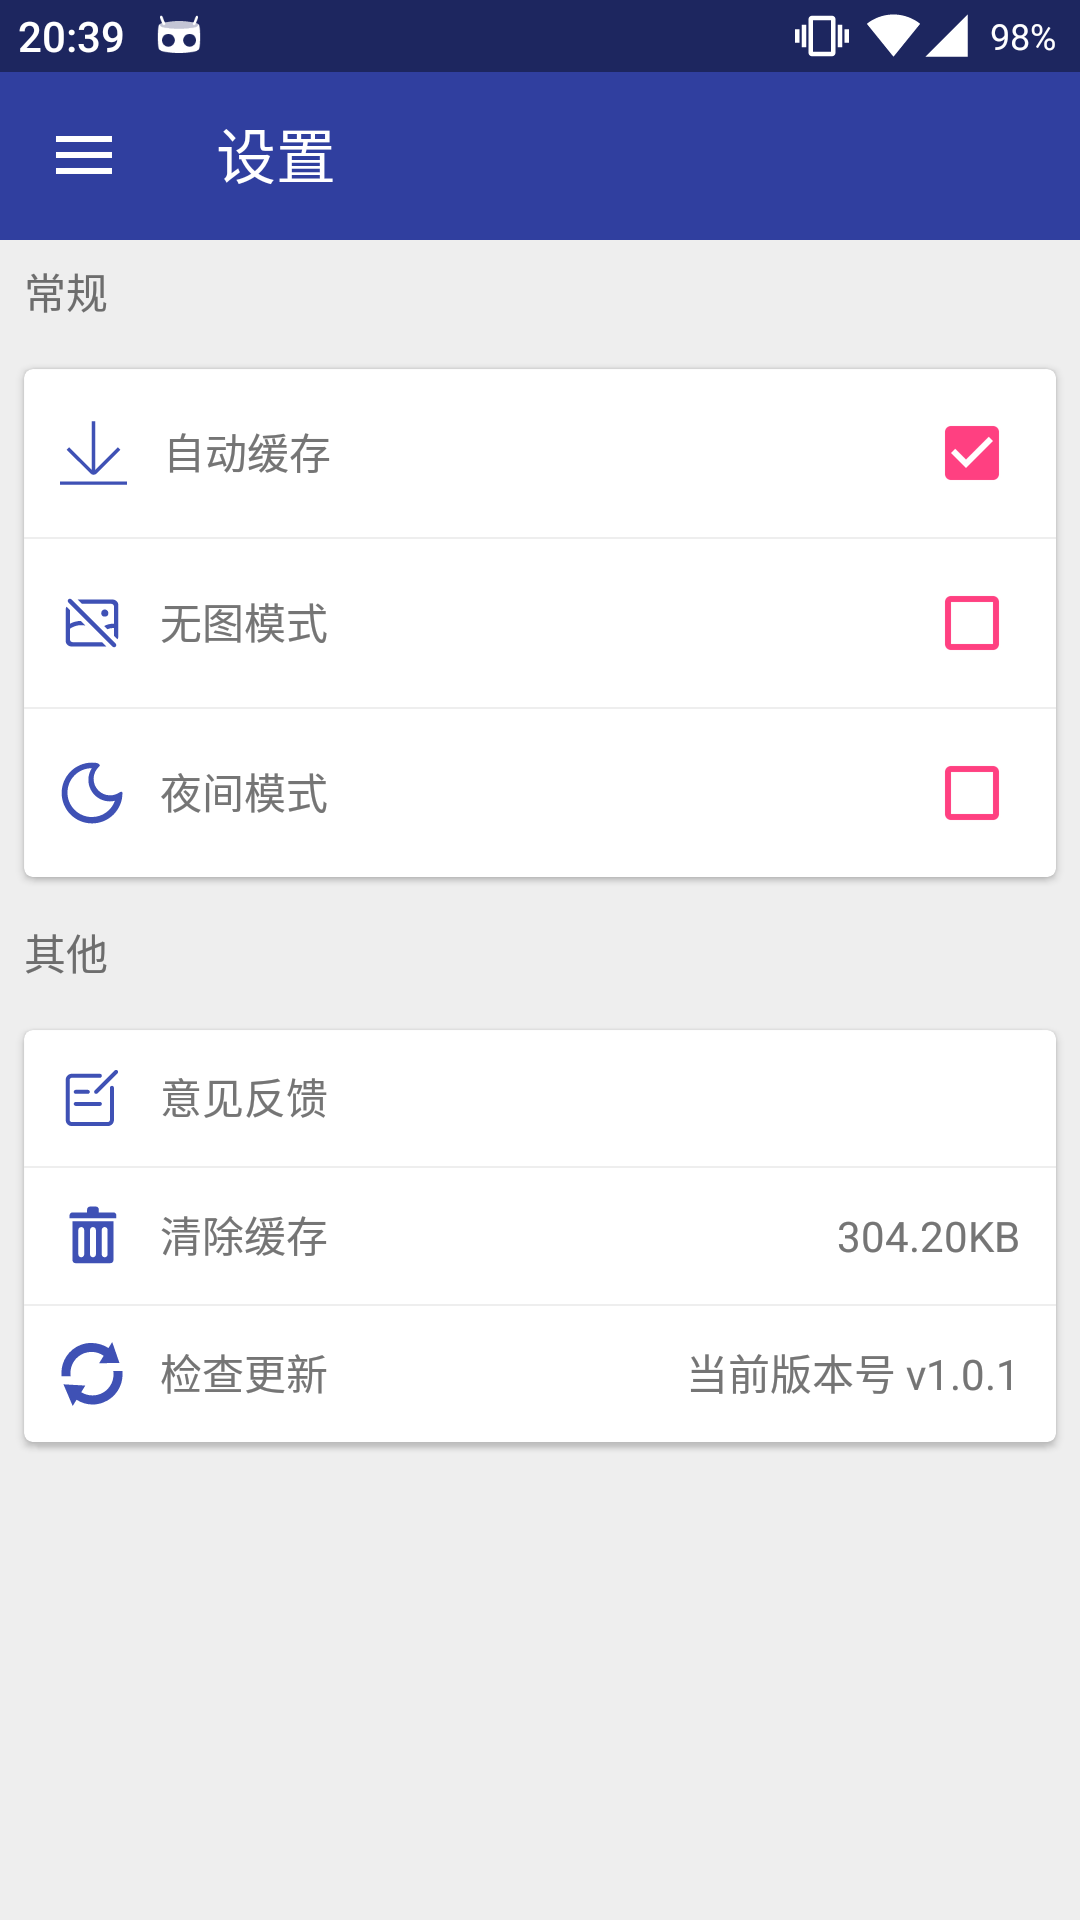 20:39 98%
设置
常规
自动缓存
无图模式
夜间模式
其他
意见反馈
清除缓存 304.20KB
检查更新 当前版本号 v1.0.1